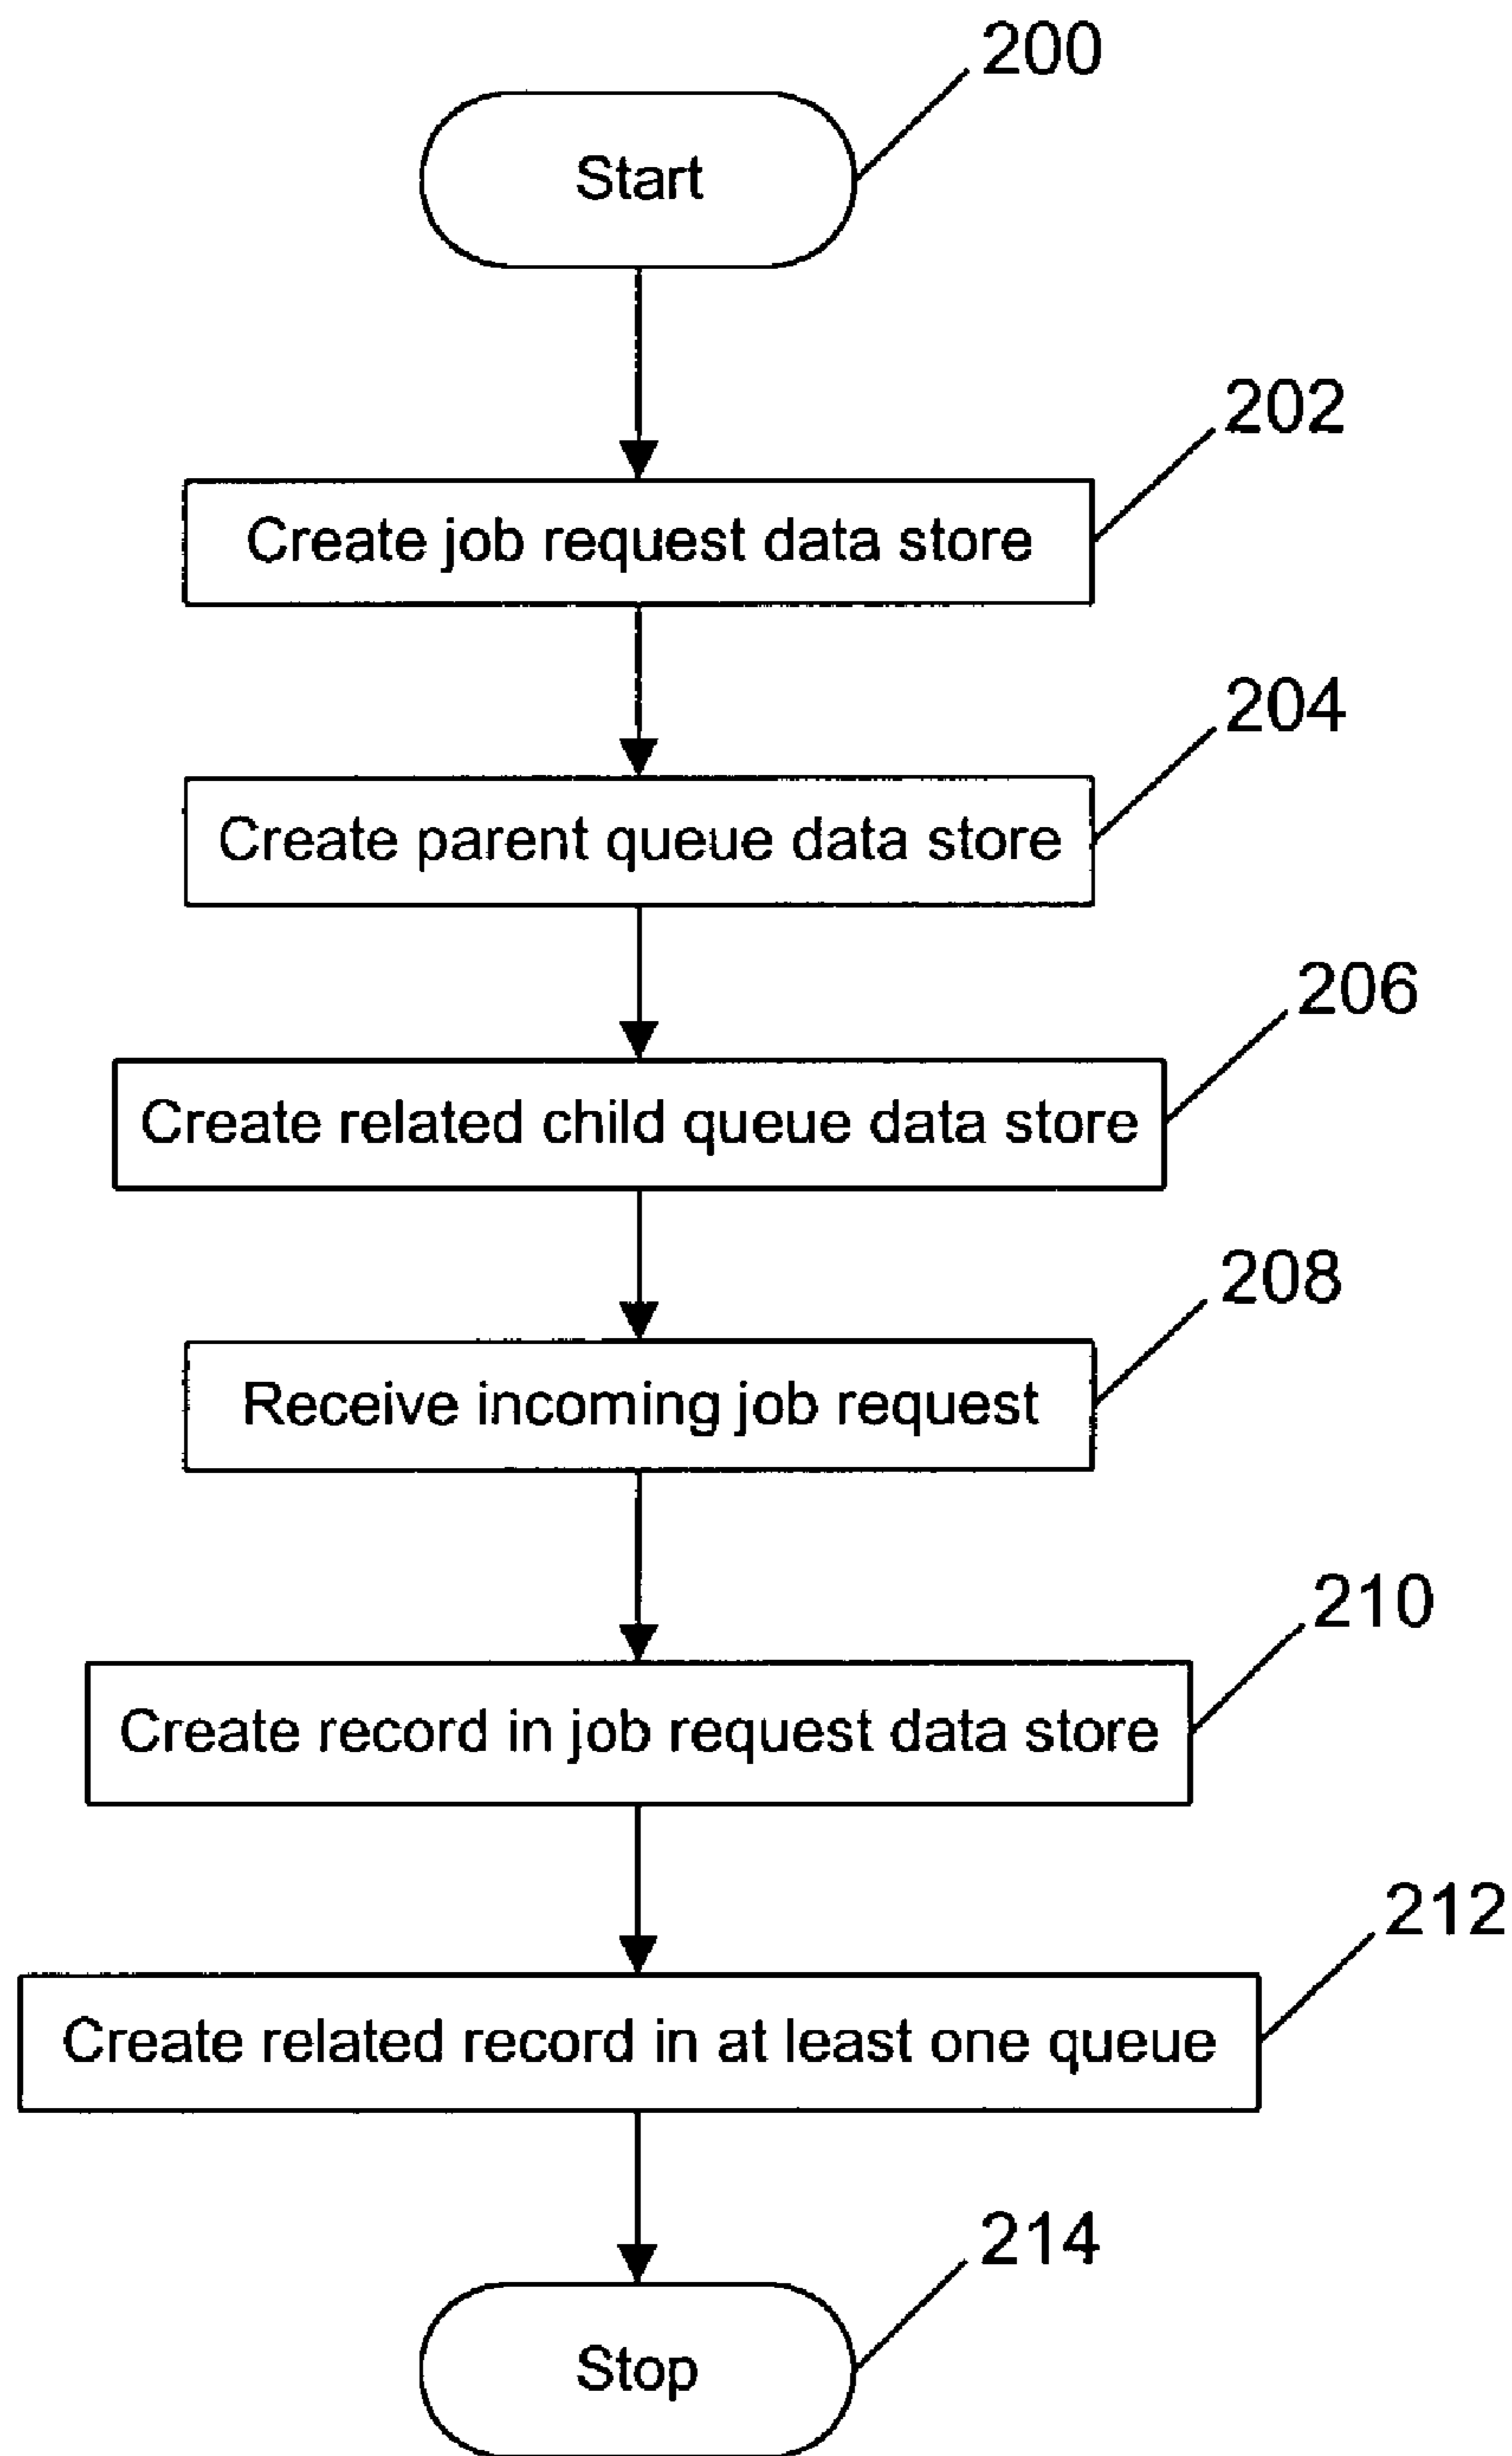 200
Start
202
Create job request data store
204
Create parent queue data store
206
Create related child queue data store
208
Receive incoming job request
210
Create record in job request data store
212
Create related record in at least one queue
214
Stop